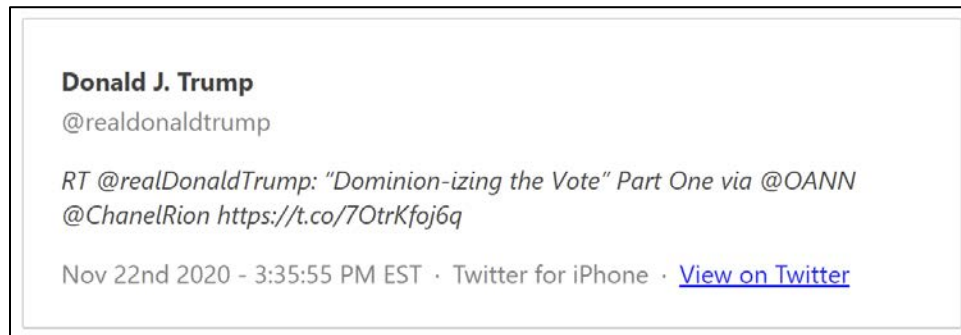 Donald J. Trump
@realdonaldtrump
RT @realDonaldTrump: “Dominion-izing the Vote” Part One via @OANN
@ChanelRion https://t.co/7OtrKfoj6q
Nov 22nd 2020 - 3:35:55 PM EST · Twitter for iPhone · View on Twitter